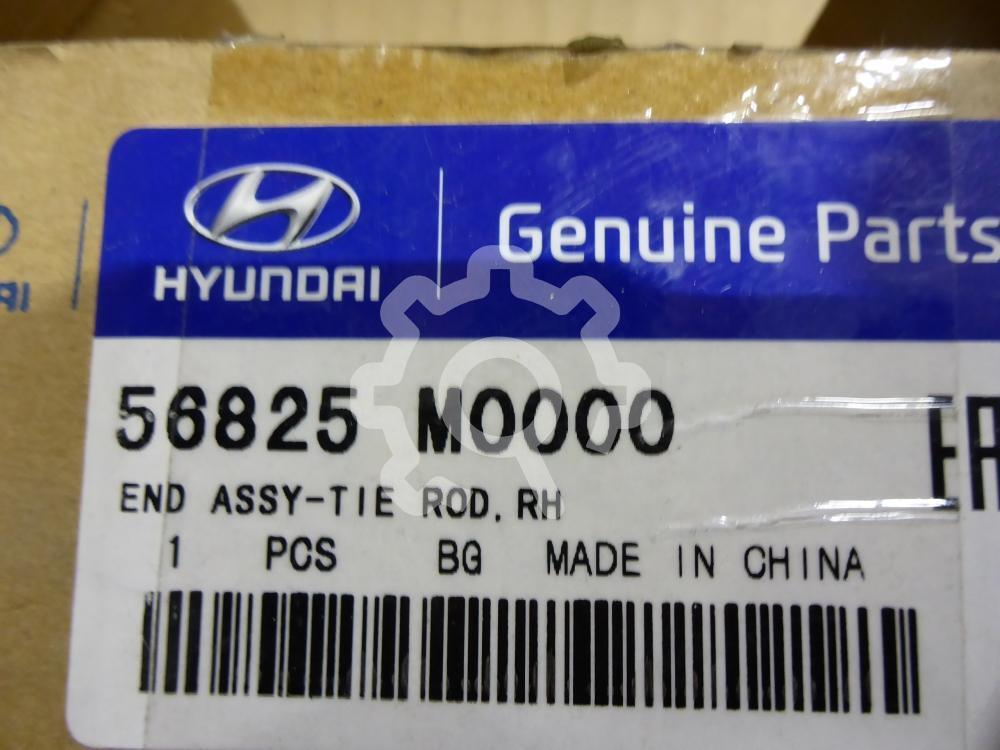 HYUNDAI
Genuine Parts
56825 M0000
END ASSY-TIE ROD, RH
1 PCS BG MADE IN CHINA